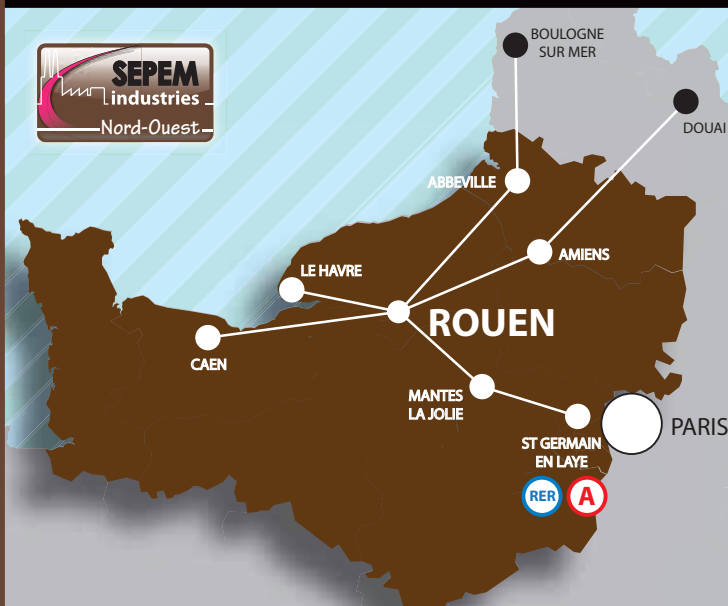 SEPEM
industries
Nord-Ouest
BOULOGNE
SUR MER
DOUAI
ABBEVILLE
AMIENS
LE HAVRE
ROUEN
CAEN
MANTES
LA JOLIE
PARIS
ST GERMAIN
EN LAYE
RER A